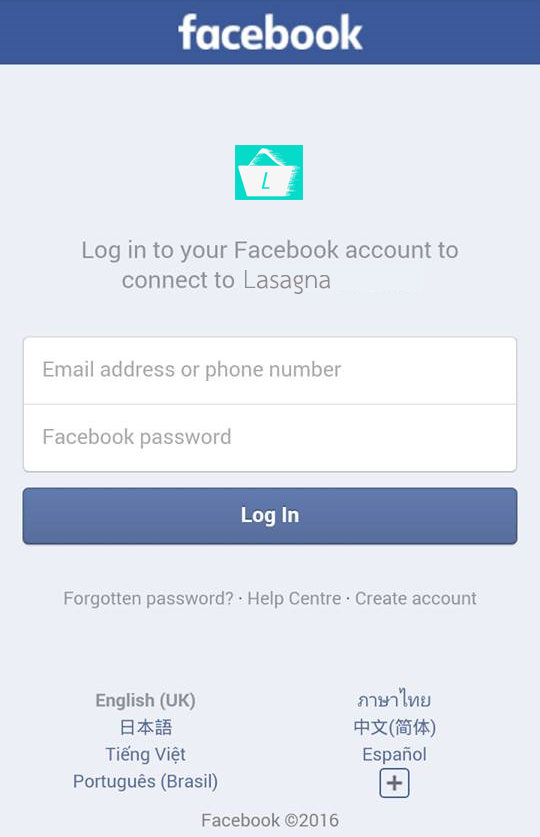 facebook
L
Log in to your Facebook account to
connect to Lasagna
Email address or phone number
Facebook password
Log In
Forgotten password? · Help Centre · Create account
English (UK) ภาษาไทย
日本語 中文(简体)
Tiếng Việt Español
Português (Brasil)
Facebook ©2016